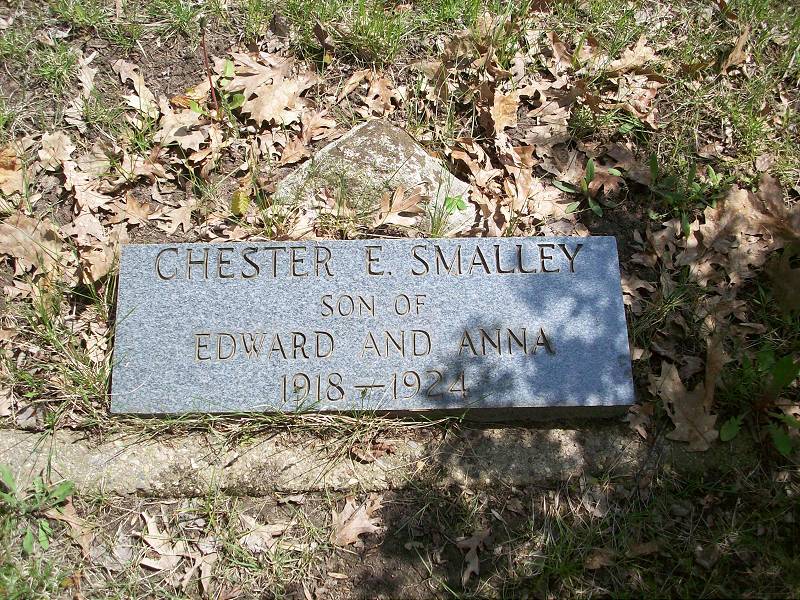 CHESTER E. SMALLEY
SON OF
EDWARD AND ANNA
1918—1924